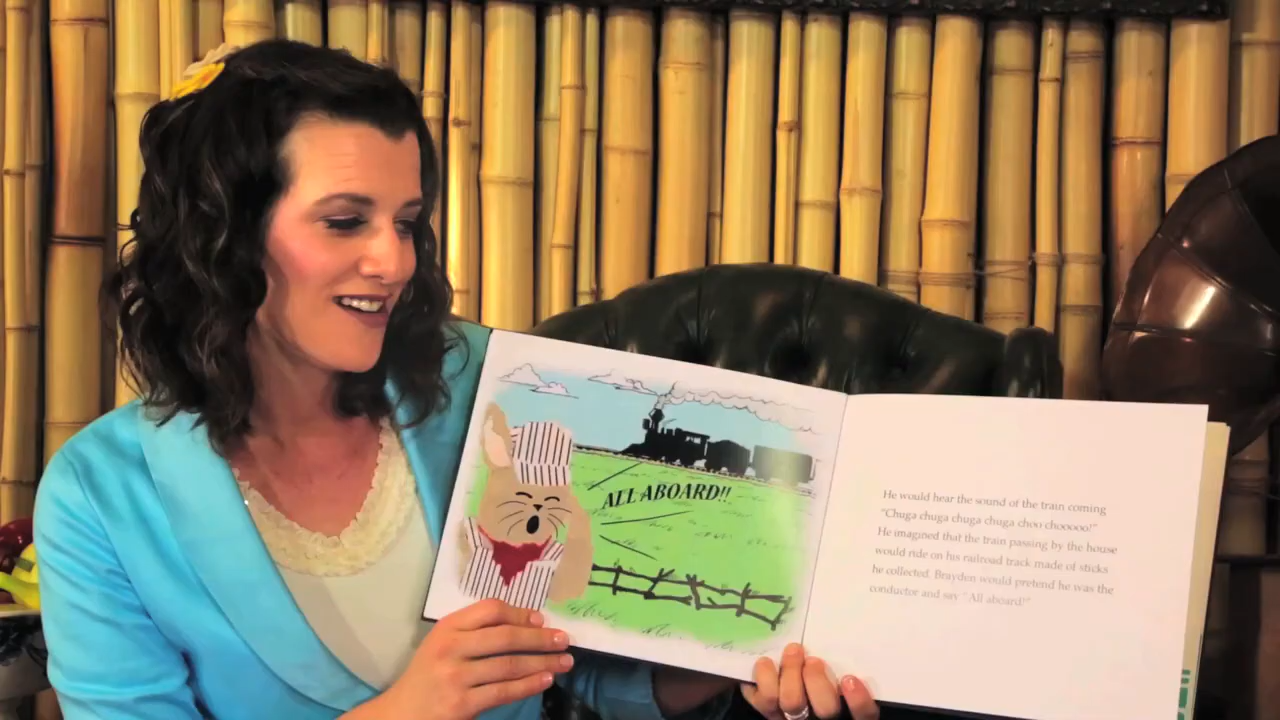 ALL ABOARD!!
He would hear the sound of the train coming
"Chuga chuga chuga chuga chou chooooo!"
He imagined that the train passing by the house
would ride on his railroad track made of sticks
he collected. Brayden would pretend he was the
conductor and say "All aboard!"